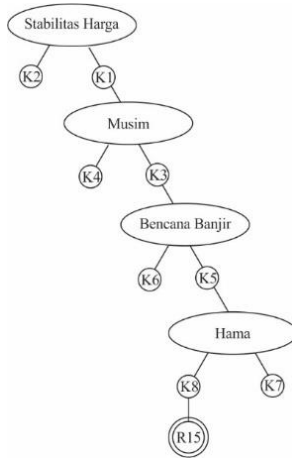 Stabilitas Harga
K2 K1
Musim
K4 K3
Bencana Banjir
K6 K5
Hama
K8 K7
R15